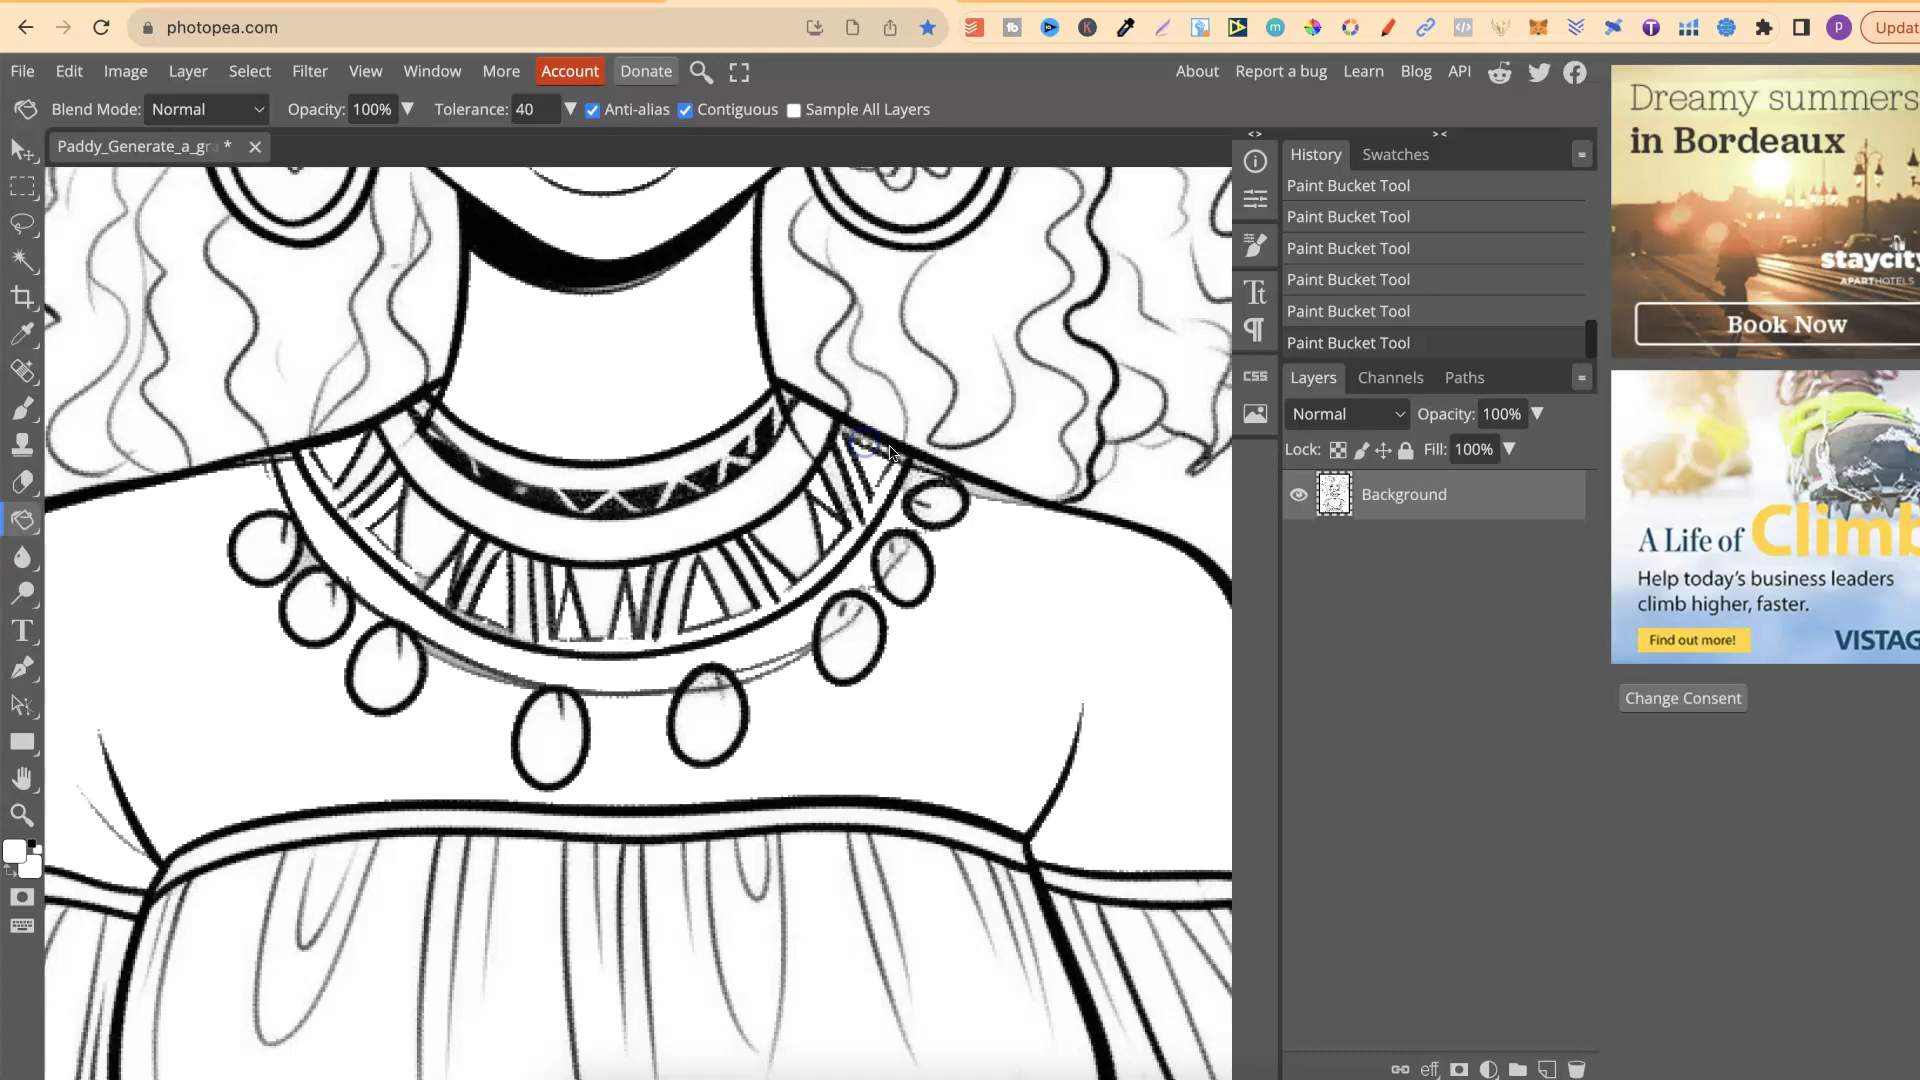 photopea.com
Updat
File Edit Image Layer Select Filter View Window More Account Donate
About Report a bug Learn Blog API
Blend Mode: Normal Opacity: 100% Tolerance: 40 Anti-alias Contiguous Sample All Layers
Paddy_Generate_a_gra *
History Swatches
Paint Bucket Tool
Paint Bucket Tool
Paint Bucket Tool
Paint Bucket Tool
Paint Bucket Tool
Paint Bucket Tool
Layers Channels Paths
Normal Opacity: 100%
Lock: Fill: 100%
Background
CSS
eff
Dreamy summers
in Bordeaux
staycity
APARTHOTELS
Book Now
A Life of Climb
Help today's business leaders
climb higher, faster.
Find out more!
VISTAG
Change Consent